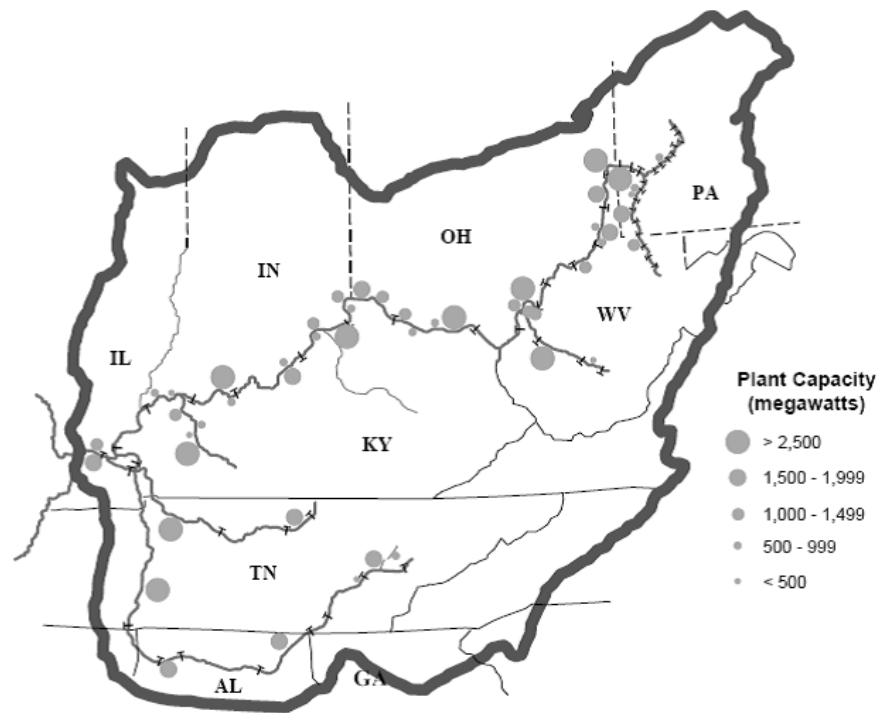 PA
OH
IN
WV
IL
Plant Capacity
(megawatts)
> 2,500
KY
1,500 - 1,999
1,000 - 1,499
500 - 999
TN
< 500
GA
AL